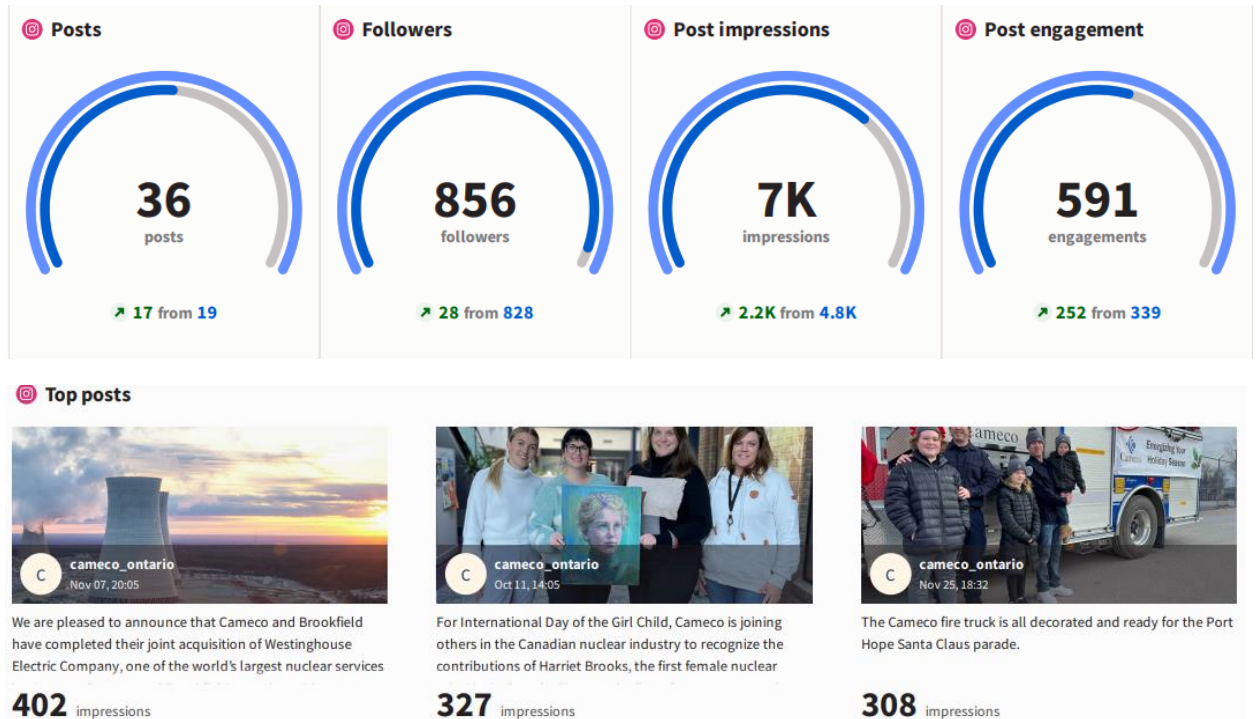 Posts
36
posts
17 from 19
Followers
856
followers
28 from 828
Post impressions
7K
impressions
2.2K from 4.8K
Post engagement
591
engagements
252 from 339
Top posts
C
cameco_ontario
Nov 07, 20:05
We are pleased to announce that Cameco and Brookfield
have completed their joint acquisition of Westinghouse
Electric Company, one of the world's largest nuclear services
402 impressions
C
cameco_ontario
Oct 11, 14:05
For International Day of the Girl Child, Cameco is joining
others in the Canadian nuclear industry to recognize the
contributions of Harriet Brooks, the first female nuclear
327 impressions
ameco
Energizing Your
Holiday Season
C
cameco_ontario
Nov 25, 18:32
The Cameco fire truck is all decorated and ready for the Port
Hope Santa Claus parade.
308 impressions